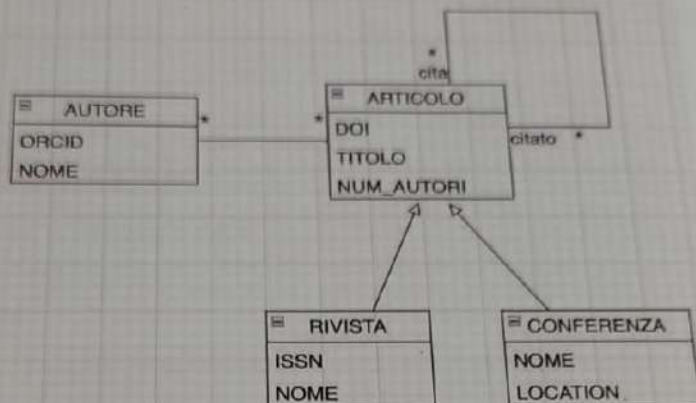 *
cita
AUTORE
ORCID
NOME
*
*
ARTICOLO
DOI
TITOLO
NUM_AUTORI
citato *
RIVISTA
ISSN
NOME
CONFERENZA
NOME
LOCATION